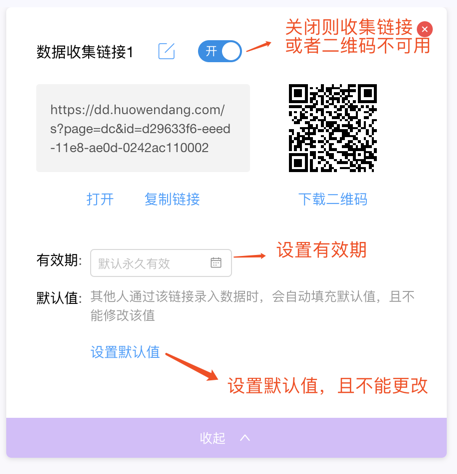 关闭则收集链接
或者二维码不可用
数据收集链接1
开
https://dd.huowendang.com/
s?page=dc&id=d29633f6-eeed
-11e8-ae0d-0242ac110002
打开
复制链接
下载二维码
有效期:
默认永久有效
设置有效期
默认值:
其他人通过该链接录入数据时，会自动填充默认值，且不
能修改该值
设置默认值
设置默认值，且不能更改
收起